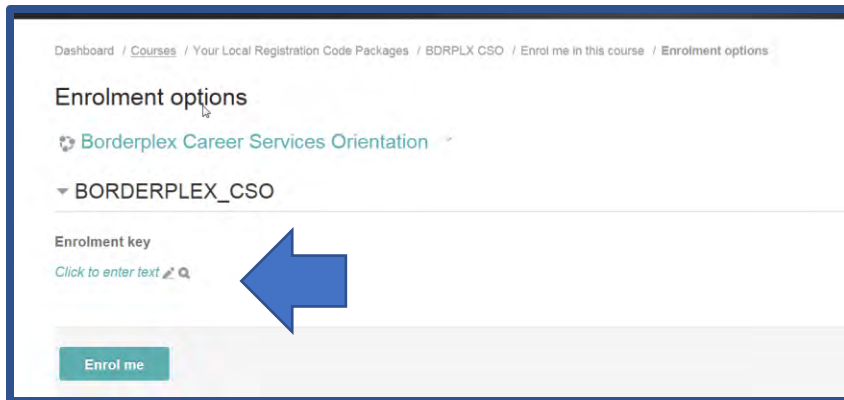 Dashboard / Courses / Your Local Registration Code Packages / BDRPLX CSO / Enrol me in this course / Enrolment options
Enrolment options
Borderplex Career Services Orientation
BORDERPLEX_CSO
Enrolment key
Click to enter text
Enrol me